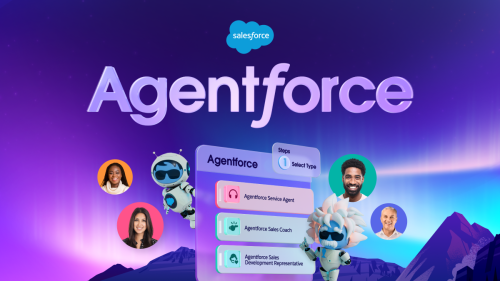 salesforce
Agentforce
Agentforce
Steps
1 Select Type
Agentforce Service Agent
Agentforce Sales Coach
Agentforce Sales
Development Representative